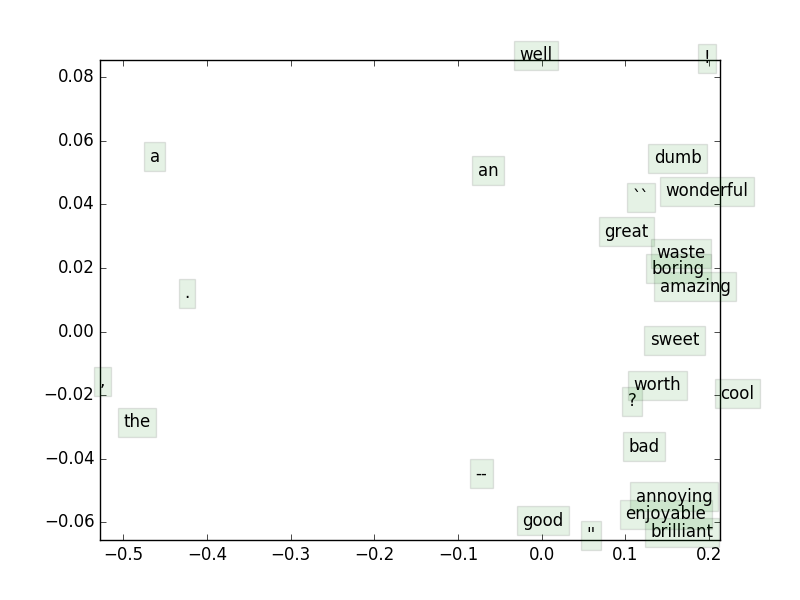 well
!
0.08
a
an
dumb
0.06
``
wonderful
0.04
great
waste
boring
0.02
amazing
.
0.00
sweet
,
worth
−0.02
?
cool
the
bad
−0.04
--
annoying
enjoyable
good
"
brilliant
−0.06
−0.5 −0.4 −0.3 −0.2 −0.1 0.0 0.1 0.2